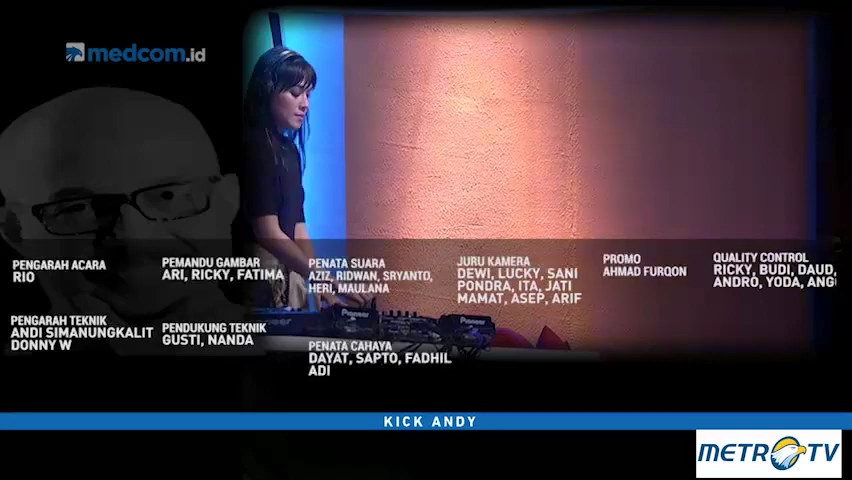 medcom.id
PENGARAH ACARA
RIO
PENGARAH TEKNIK
ANDI SIMANUNGKALIT
DONNY W
PEMANDU GAMBAR
ARI, RICKY, FATIMA
PENDUKUNG TEKNIK
GUSTI, NANDA
PENATA SUARA
AZIZ, RIDWAN, SRYANTO,
HERI, MAULANA
PENATA CAHAYA
DAYAT, SAPTO, FADHIL
ADI
JURU KAMERA
DEWI, LUCKY, SANI
PONDRA, ITA, JATI
MAMAT, ASEP, ARIF
PROMO
AHMAD FURQON
QUALITY CONTROL
RICKY, BUDI, DAUD,
ANDRO, YODA,
Pioneer
Pioneer
KICK ANDY
METRO TV